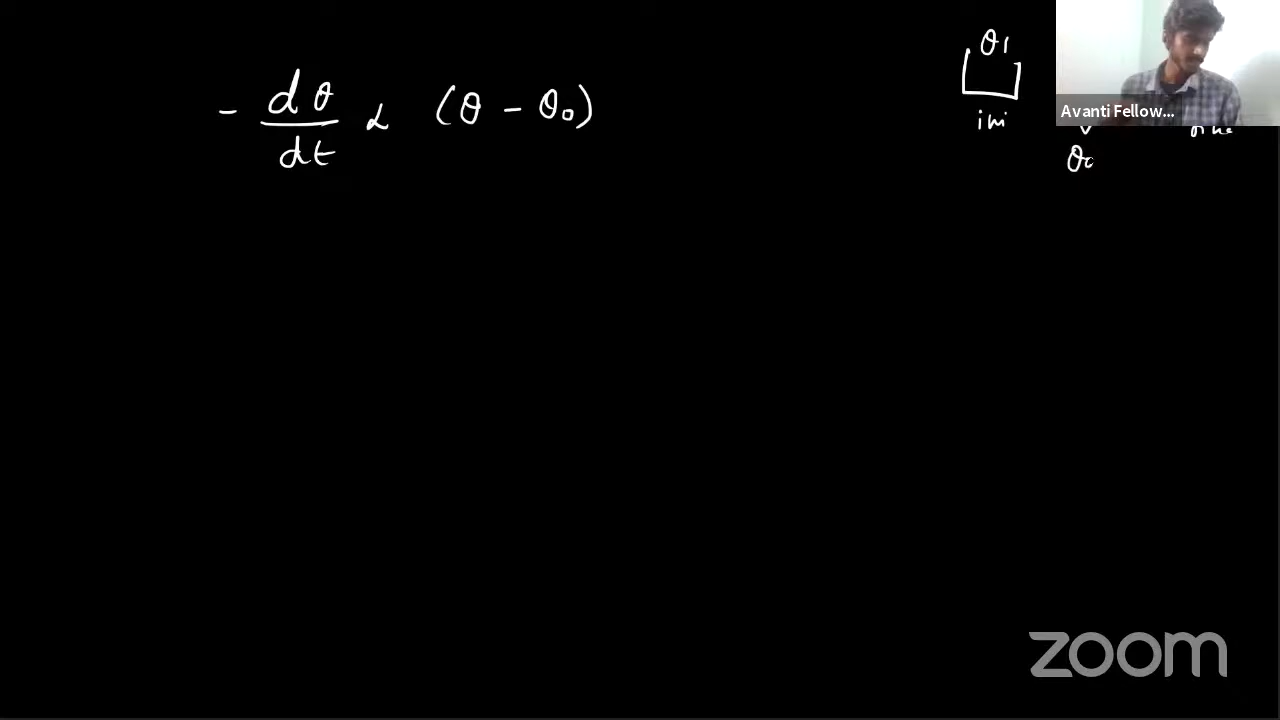 - dθ/dt α (θ - θ₀)
θ1
ini
Avanti Fellow...
θ0
zoom